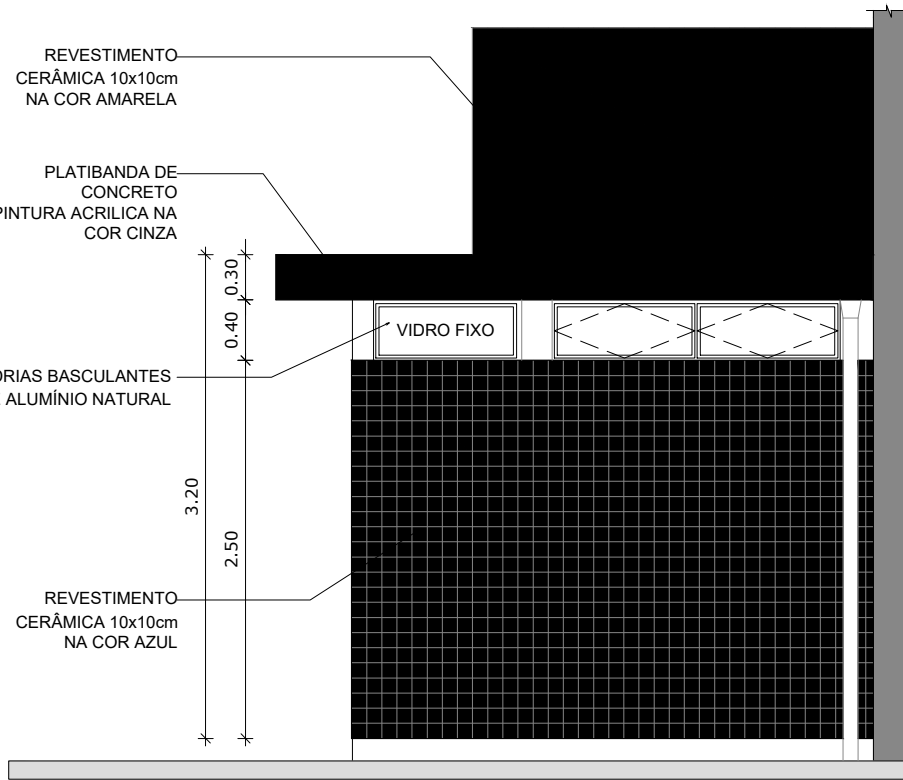 REVESTIMENTO
CERÂMICA 10x10cm
NA COR AMARELA
PLATIBANDA DE
CONCRETO
PINTURA ACRILICA NA
COR CINZA
0.30
0.40
VIDRO FIXO
BASCULANTES
ALUMÍNIO NATURAL
3.20
2.50
REVESTIMENTO
CERÂMICA 10x10cm
NA COR AZUL